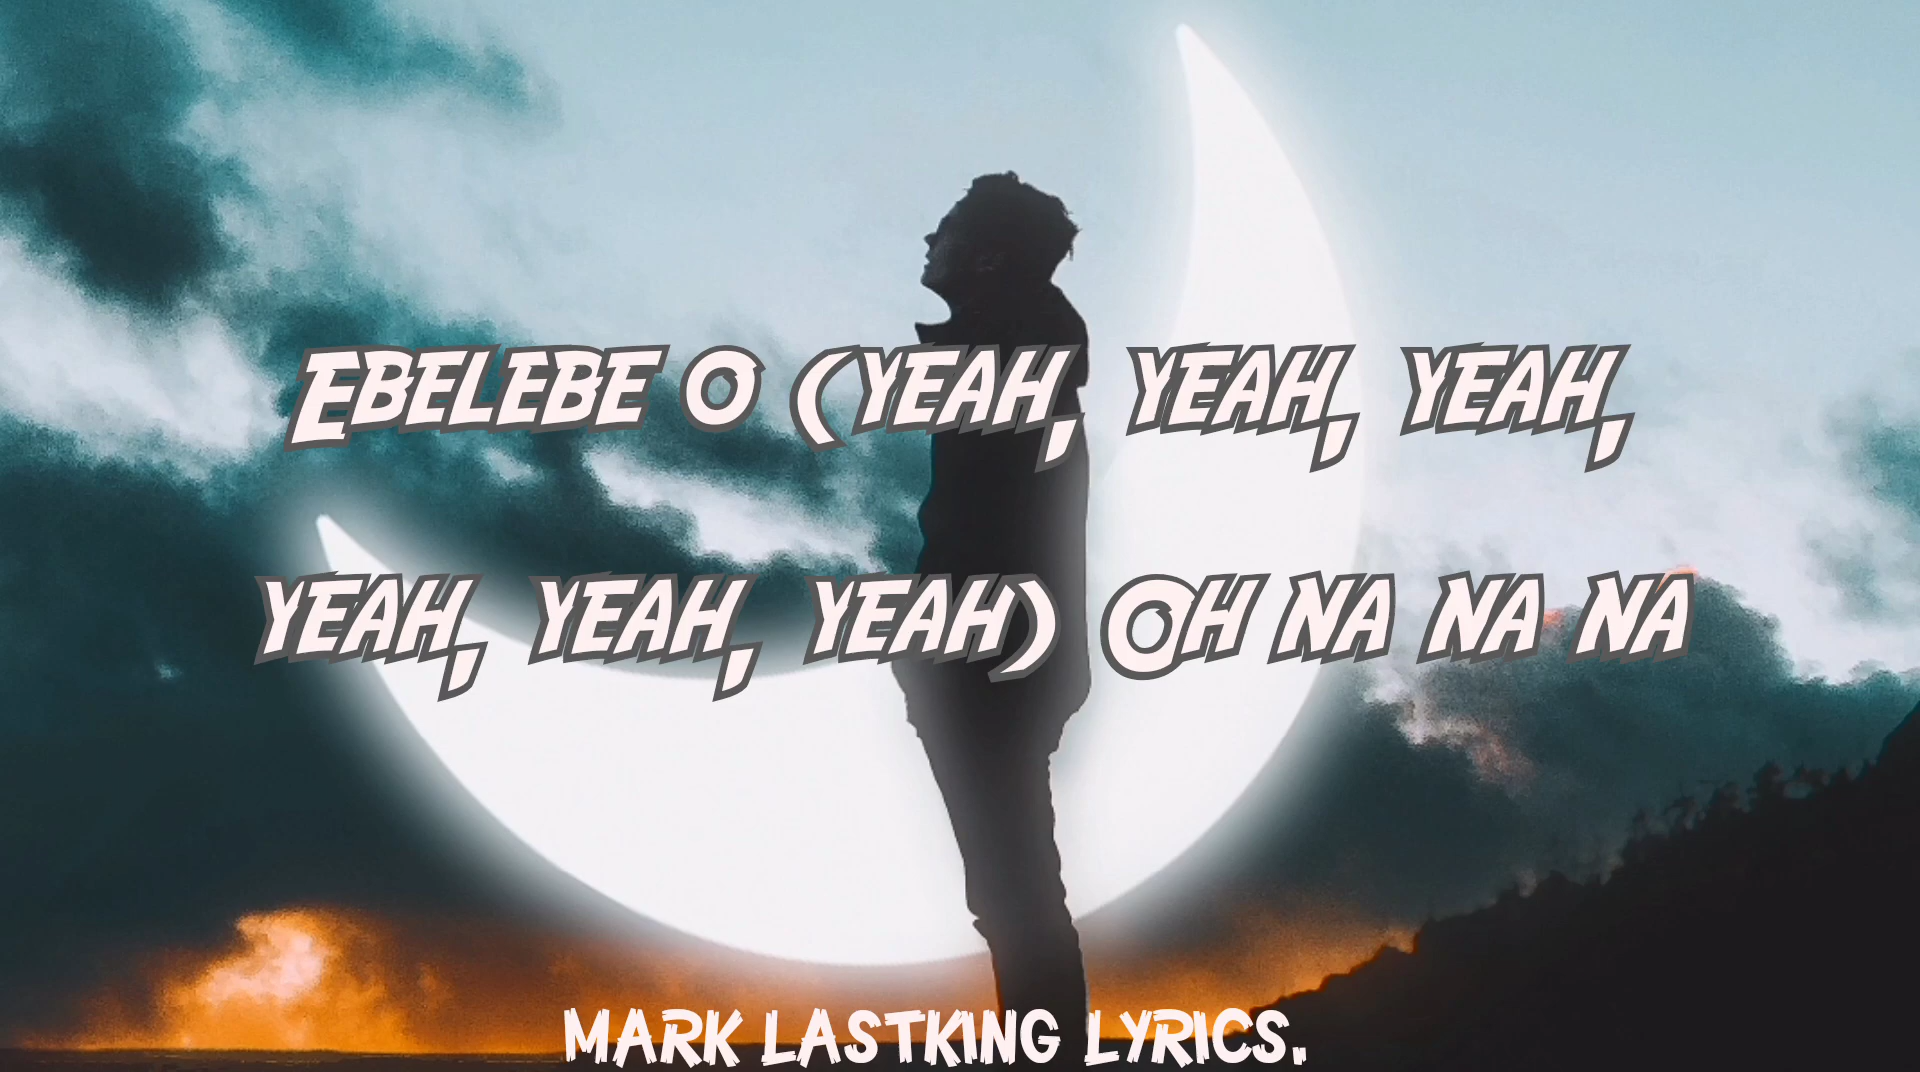 Ebelebe o (yeah, yeah, yeah,
yeah, yeah, yeah) Oh na na na
MARK LASTKING LYRICS.